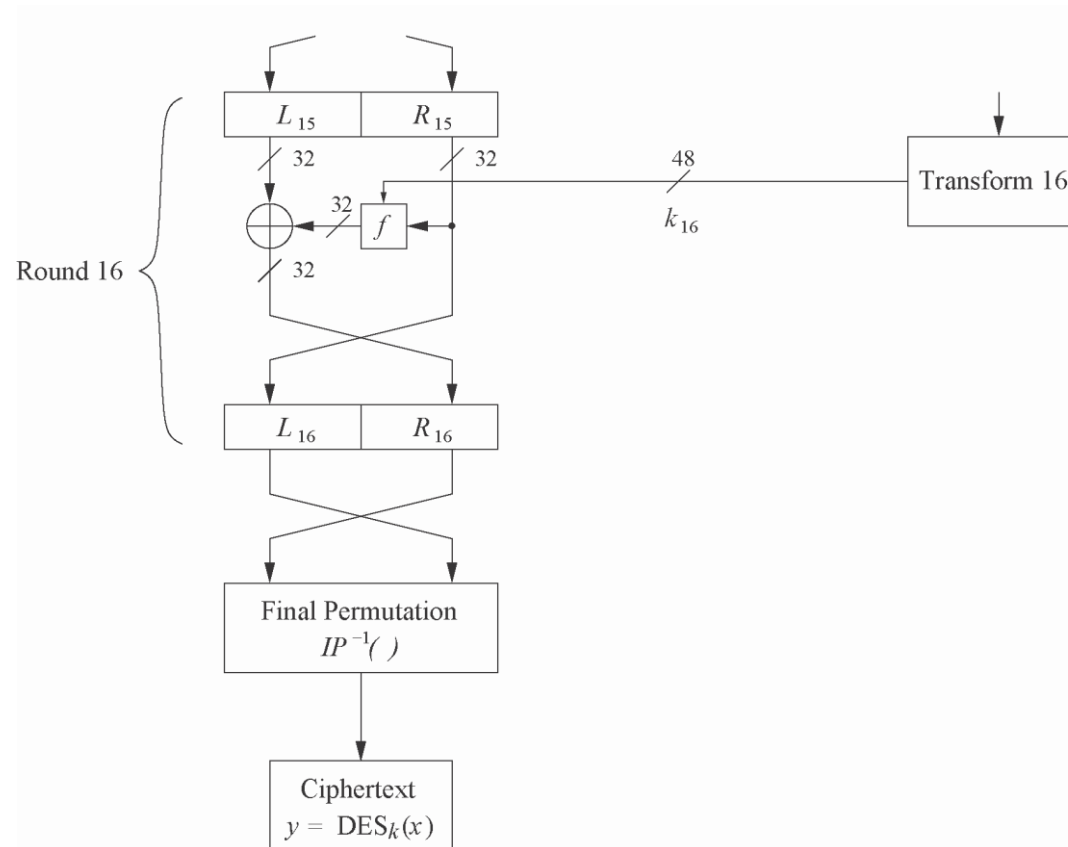 L15 R15
32 32 48
Transform 16
32 f k16
32
Round 16
L16 R16
Final Permutation
IP⁻¹( )
Ciphertext
y = DESk(x)